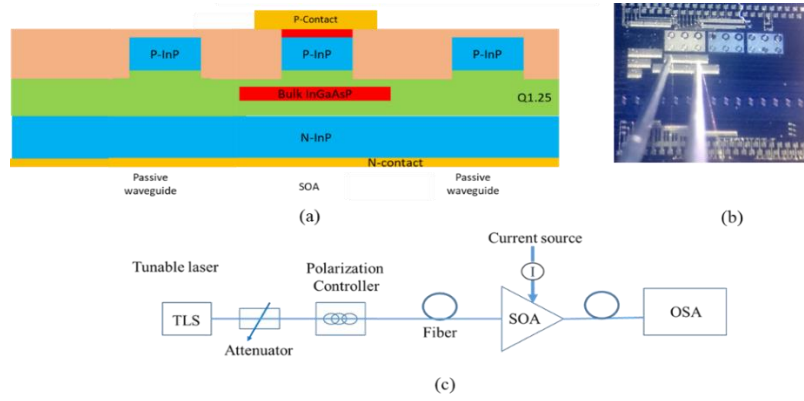 P-Contact
P-InP
P-InP
P-InP
Bulk InGaAsP
Q1.25
N-InP
N-contact
Passive
waveguide
SOA
Passive
waveguide
(a)
(b)
Current source
I
Tunable laser
Polarization
Controller
TLS
Attenuator
Fiber
SOA
OSA
(c)